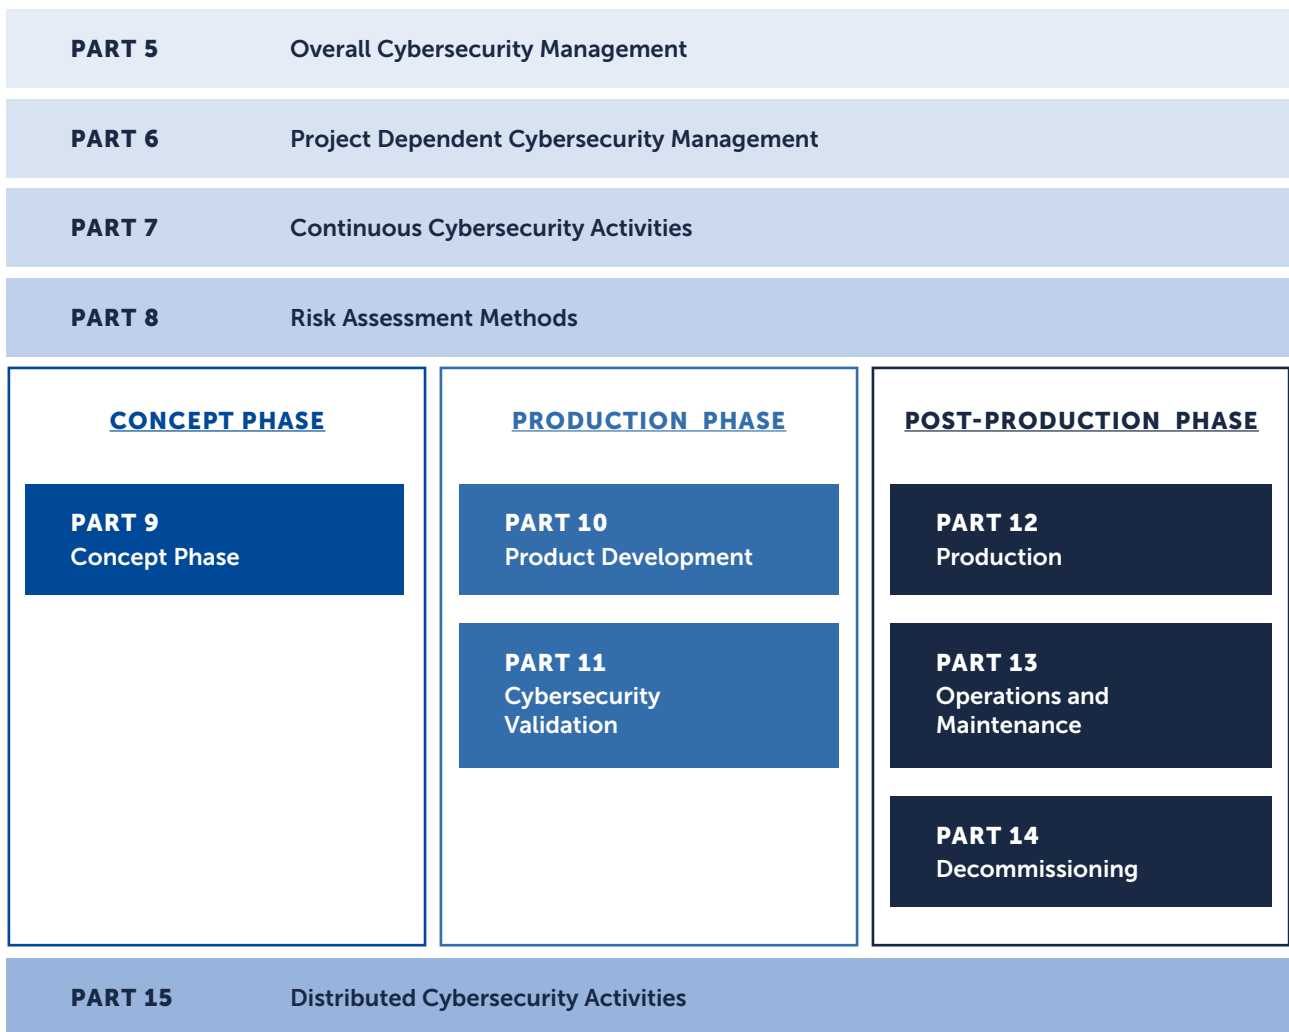 PART 5 Overall Cybersecurity Management
PART 6 Project Dependent Cybersecurity Management
PART 7 Continuous Cybersecurity Activities
PART 8 Risk Assessment Methods
CONCEPT PHASE
PART 9
Concept Phase
PRODUCTION PHASE
PART 10
Product Development
PART 11
Cybersecurity
Validation
POST-PRODUCTION PHASE
PART 12
Production
PART 13
Operations and
Maintenance
PART 14
Decommissioning
PART 15 Distributed Cybersecurity Activities